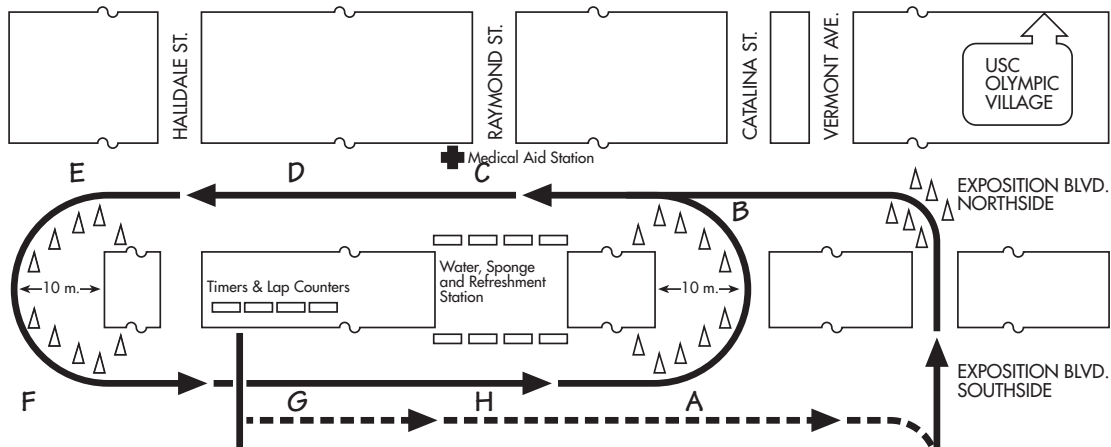 HALLDALE ST.
RAYMOND ST.
CATALINA ST.
VERMONT AVE.
USC
OLYMPIC
VILLAGE
Medical Aid Station
E
D
C
B
EXPOSITION BLVD.
NORTHSIDE
10 m.
Timers & Lap Counters
Water, Sponge
and Refreshment
Station
10 m.
EXPOSITION BLVD.
SOUTHSIDE
F
G
H
A